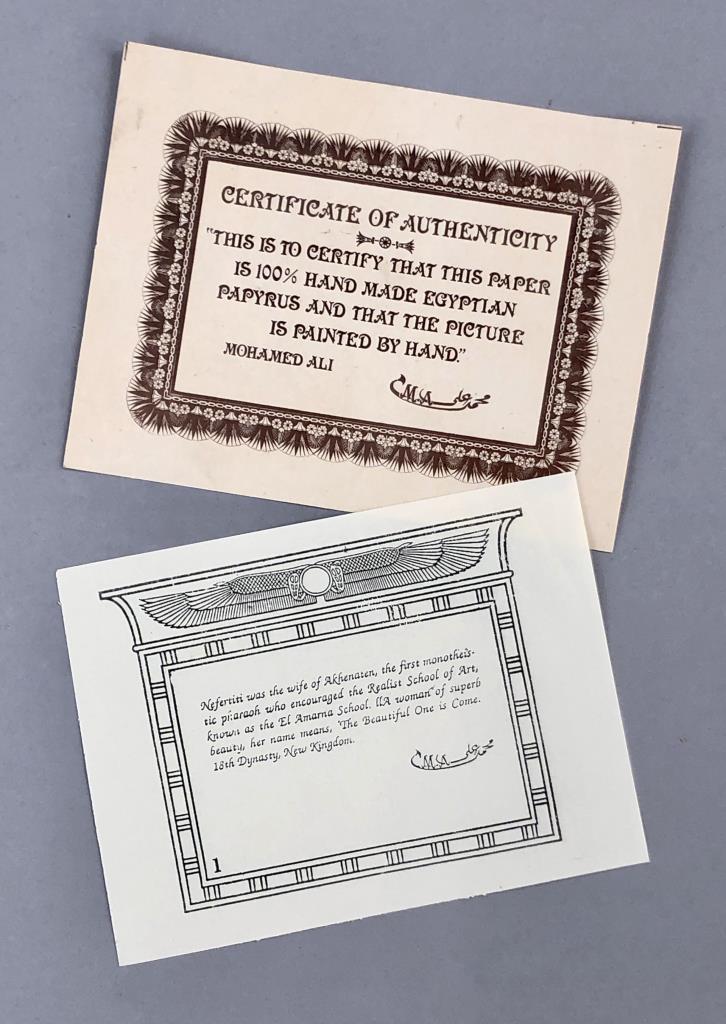 CERTIFICATE OF AUTHENTICITY
"THIS IS TO CERTIFY THAT THIS PAPER
IS 100% HAND MADE EGYPTIAN
PAPYRUS AND THAT THE PICTURE
IS PAINTED BY HAND."
MOHAMED ALI
M.A محمد علي
Nefertiti was the wife of Akhenaten, the first monotheis-
tic pharaoh who encouraged the Realist School of Art,
known as the El Amarna School. llA woman" of superb
beauty, her name means, "The Beautiful One is Come.
18th Dynasty, New Kingdom.
M.A محمد علي
1